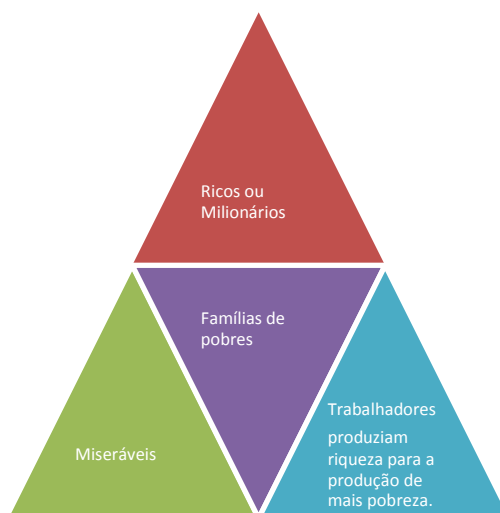 Ricos ou
Milionários
Famílias de
pobres
Miseráveis
Trabalhadores
produziam
riqueza para a
produção de
mais pobreza.